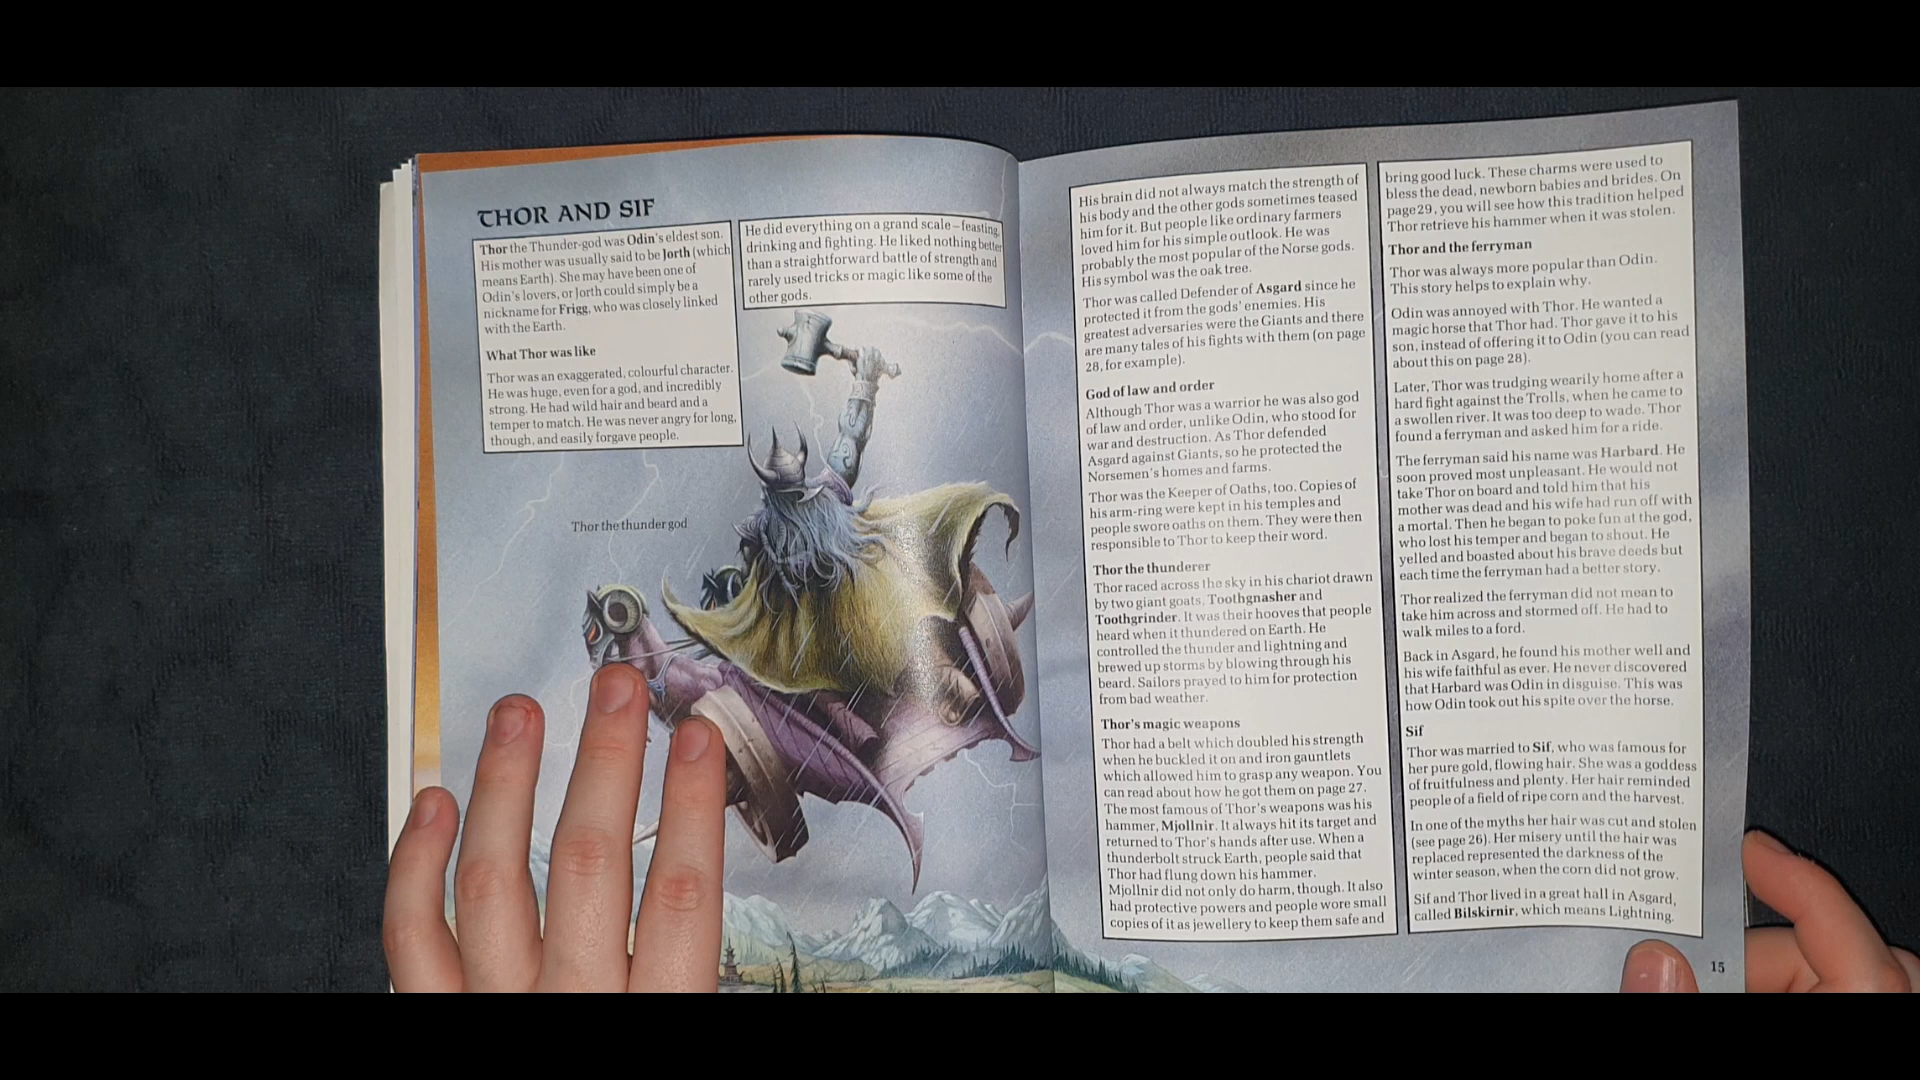 THOR AND SIF
Thor the Thunder-god was Odin's eldest son.
His mother was usually said to be Jorth (which
means Earth). She may have been one of
Odin's lovers, or Jorth could simply be a
nickname for Frigg, who was closely linked
with the Earth.
What Thor was like
Thor was an exaggerated, colourful character.
He was huge, even for a god, and incredibly
strong. He had wild hair and beard and a
temper to match. He was never angry for long,
though, and easily forgave people.
He did everything on a grand scale – feasting,
drinking and fighting. He liked nothing better
than a straightforward battle of strength and
rarely used tricks or magic like some of the
other gods.
Thor the thunder god
His brain did not always match the strength of
his body and the other gods sometimes teased
him for it. But people like ordinary farmers
loved him for his simple outlook. He was
probably the most popular of the Norse gods.
His symbol was the oak tree.
Thor was called Defender of Asgard since he
protected it from the gods' enemies. His
greatest adversaries were the Giants and there
are many tales of his fights with them (on page
28, for example).
God of law and order
Although Thor was a warrior he was also god
of law and order, unlike Odin, who stood for
war and destruction. As Thor defended
Asgard against Giants, so he protected the
Norsemen's homes and farms.
Thor was the Keeper of Oaths, too. Copies of
his arm-ring were kept in his temples and
people swore oaths on them. They were then
responsible to Thor to keep their word.
Thor the thunderer
Thor raced across the sky in his chariot drawn
by two giant goats, Toothgnasher and
Toothgrinder. It was their hooves that people
heard when it thundered on Earth. He
controlled the thunder and lightning and
brewed up storms by blowing through his
beard. Sailors prayed to him for protection
from bad weather.
Thor's magic weapons
Thor had a belt which doubled his strength
when he buckled it on and iron gauntlets
which allowed him to grasp any weapon. You
can read about how he got them on page 27.
The most famous of Thor's weapons was his
hammer, Mjollnir. It always hit its target and
returned to Thor's hands after use. When a
thunderbolt struck Earth, people said that
Thor had flung down his hammer.
Mjollnir did not only do harm, though. It also
had protective powers and people wore small
copies of it as jewellery to keep them safe and
bring good luck. These charms were used to
bless the dead, newborn babies and brides. On
page 29, you will see how this tradition helped
Thor retrieve his hammer when it was stolen.
Thor and the ferryman
Thor was always more popular than Odin.
This story helps to explain why.
Odin was annoyed with Thor. He wanted a
magic horse that Thor had. Thor gave it to his
son, instead of offering it to Odin (you can read
about this on page 28).
Later, Thor was trudging wearily home after a
hard fight against the Trolls, when he came to
a swollen river. It was too deep to wade. Thor
found a ferryman and asked him for a ride.
The ferryman said his name was Harbard. He
soon proved most unpleasant. He would not
take Thor on board and told him that his
mother was dead and his wife had run off with
a mortal. Then he began to poke fun at the god,
who lost his temper and began to shout. He
yelled and boasted about his brave deeds but
each time the ferryman had a better story.
Thor realized the ferryman did not mean to
take him across and stormed off. He had to
walk miles to a ford.
Back in Asgard, he found his mother well and
his wife faithful as ever. He never discovered
that Harbard was Odin in disguise. This was
how Odin took out his spite over the horse.
Sif
Thor was married to Sif, who was famous for
her pure gold, flowing hair. She was a goddess
of fruitfulness and plenty. Her hair reminded
people of a field of ripe corn and the harvest.
In one of the myths her hair was cut and stolen
(see page 26). Her misery until the hair was
replaced represented the darkness of the
winter season, when the corn did not grow.
Sif and Thor lived in a great hall in Asgard,
called Bilskirnir, which means Lightning.
15